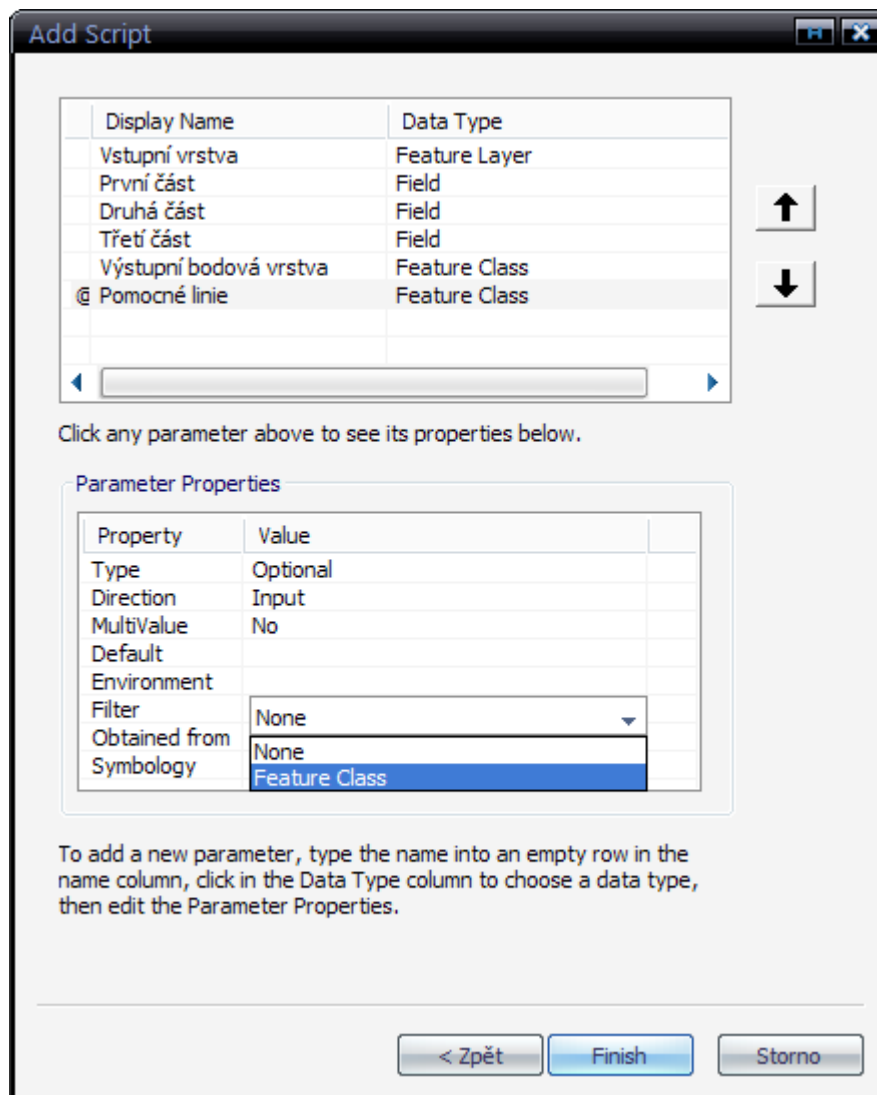 Add Script
Display Name Data Type
Vstupní vrstva Feature Layer
První část Field
Druhá část Field
Třetí část Field
Výstupní bodová vrstva Feature Class
@ Pomocné linie Feature Class
Click any parameter above to see its properties below.
Parameter Properties
Property Value
Type Optional
Direction Input
MultiValue No
Default
Environment
Filter None
Obtained from None
Symbology Feature Class
To add a new parameter, type the name into an empty row in the
name column, click in the Data Type column to choose a data type,
then edit the Parameter Properties.
< Zpět Finish Storno